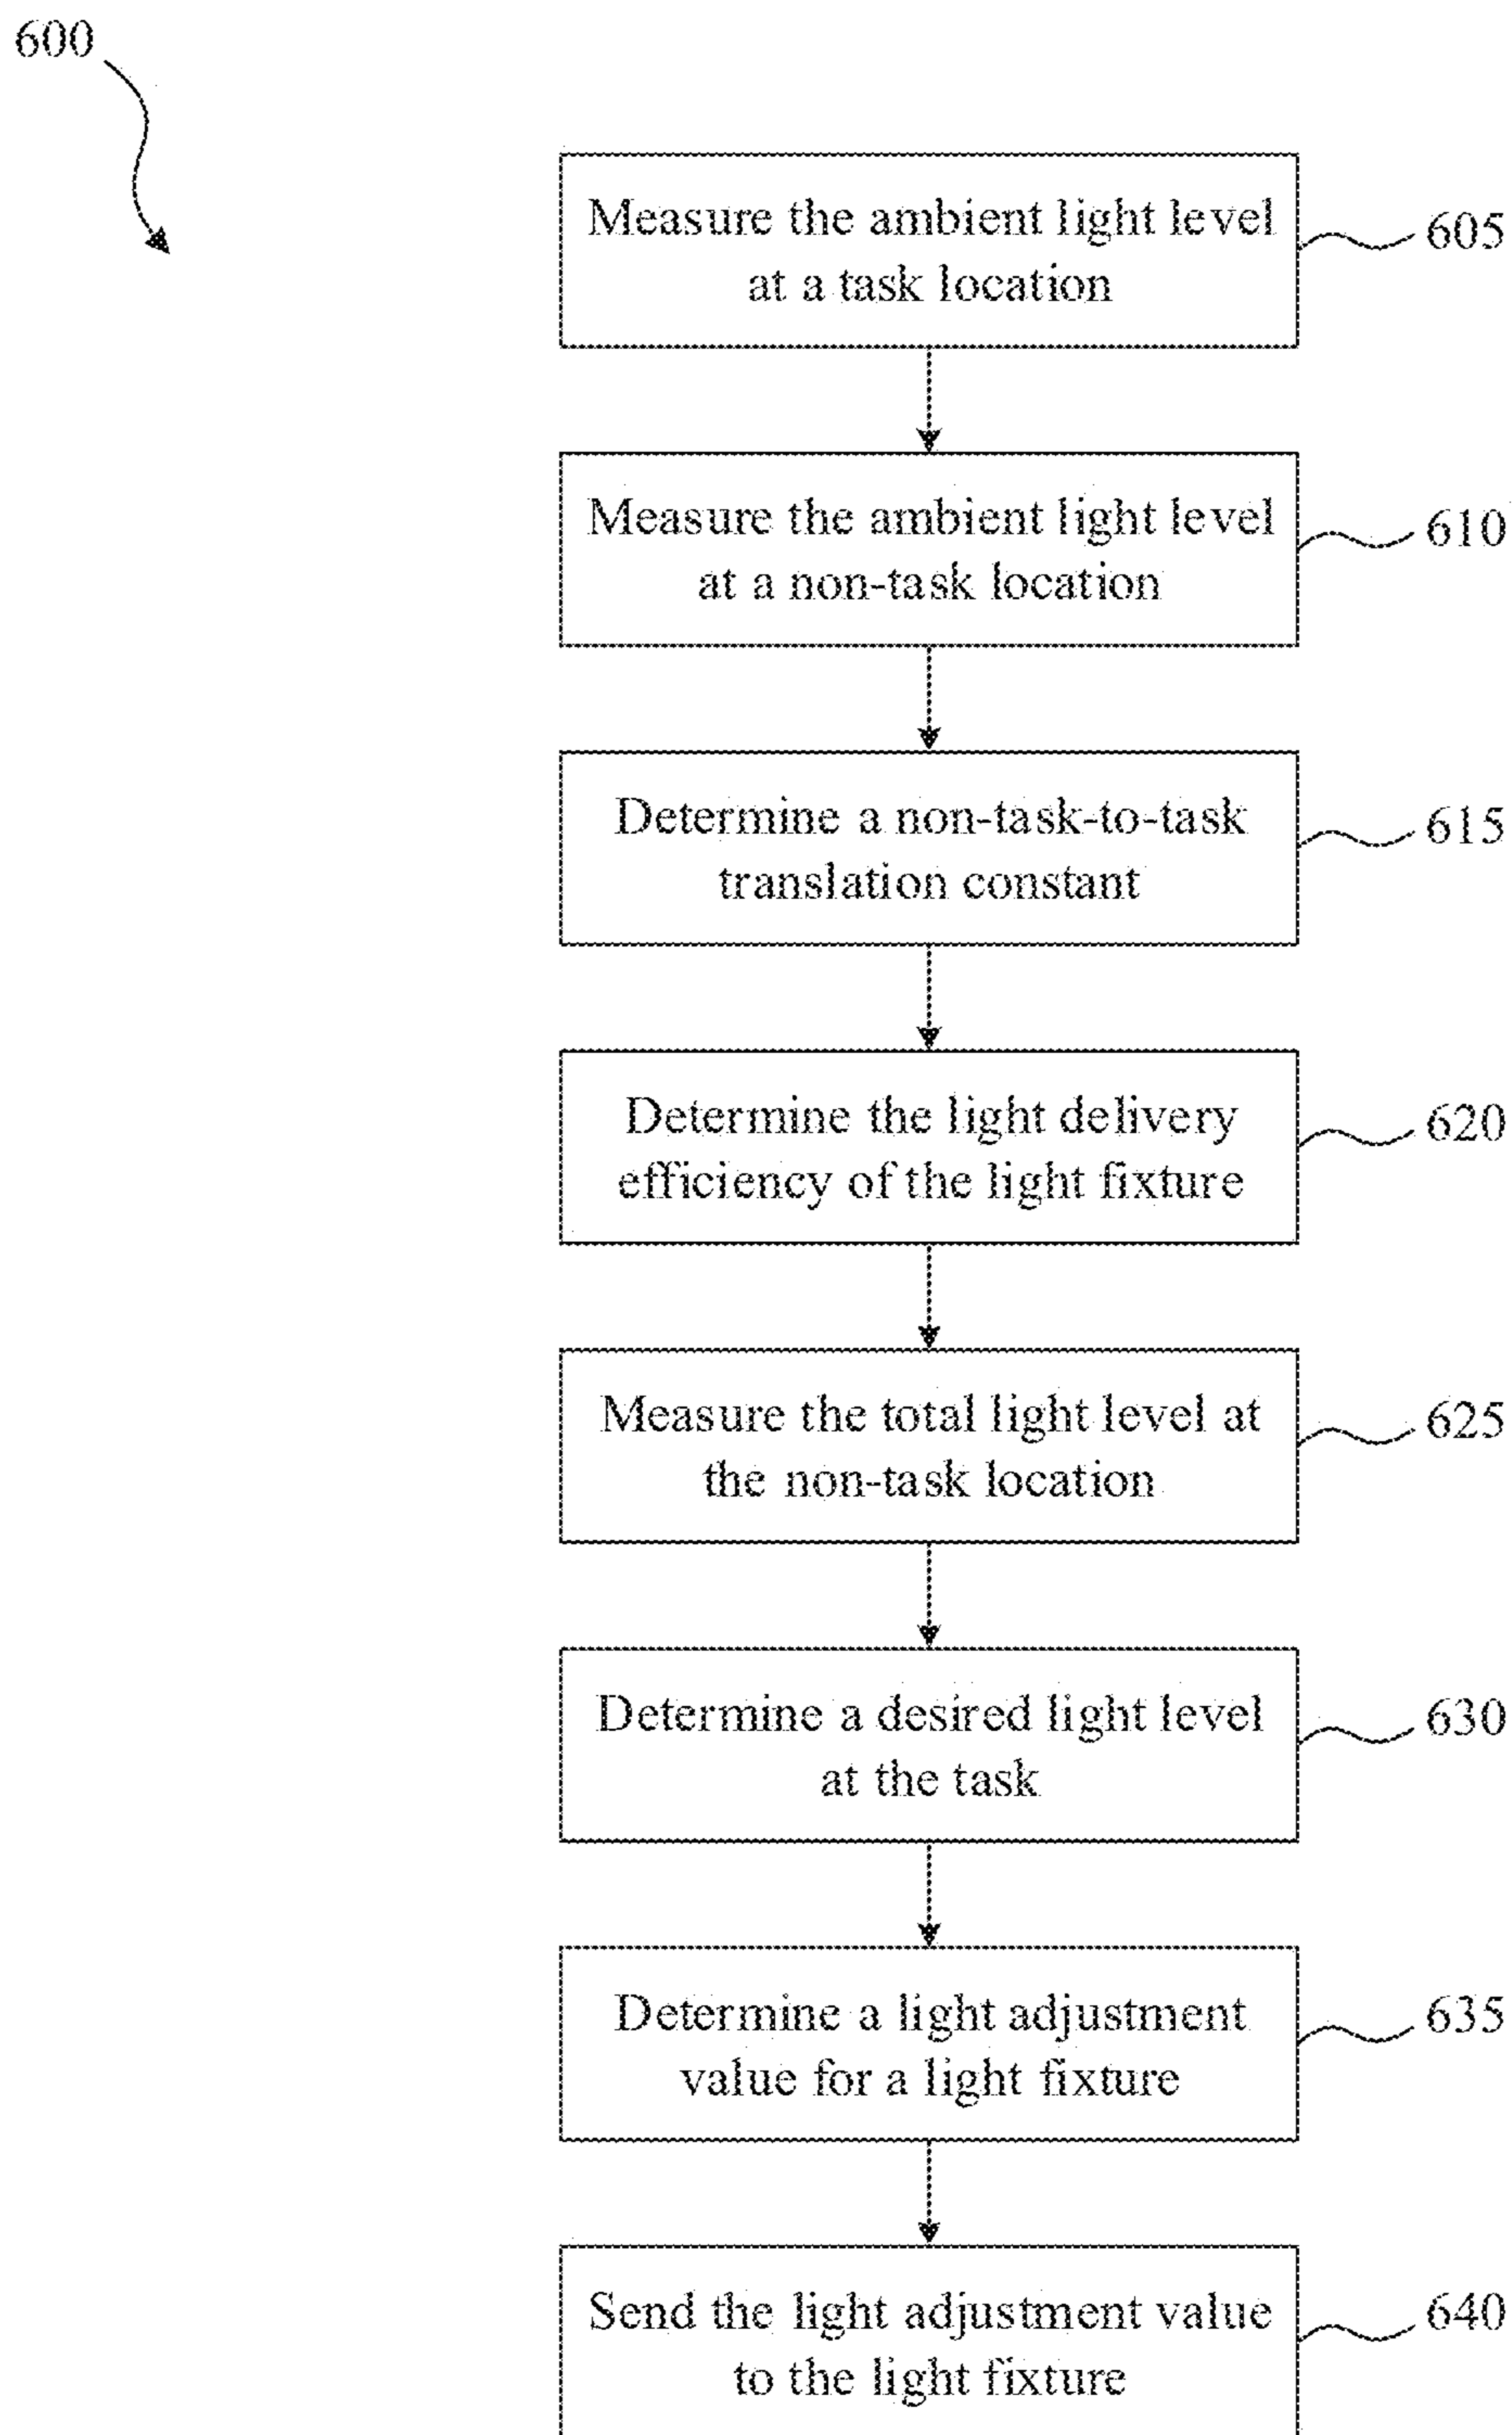 600
Measure the ambient light level
at a task location
605
Measure the ambient light level
at a non-task location
610
Determine a non-task-to-task
translation constant
615
Determine the light delivery
efficiency of the light fixture
620
Measure the total light level at
the non-task location
625
Determine a desired light level
at the task
630
Determine a light adjustment
value for a light fixture
635
Send the light adjustment value
to the light fixture
640